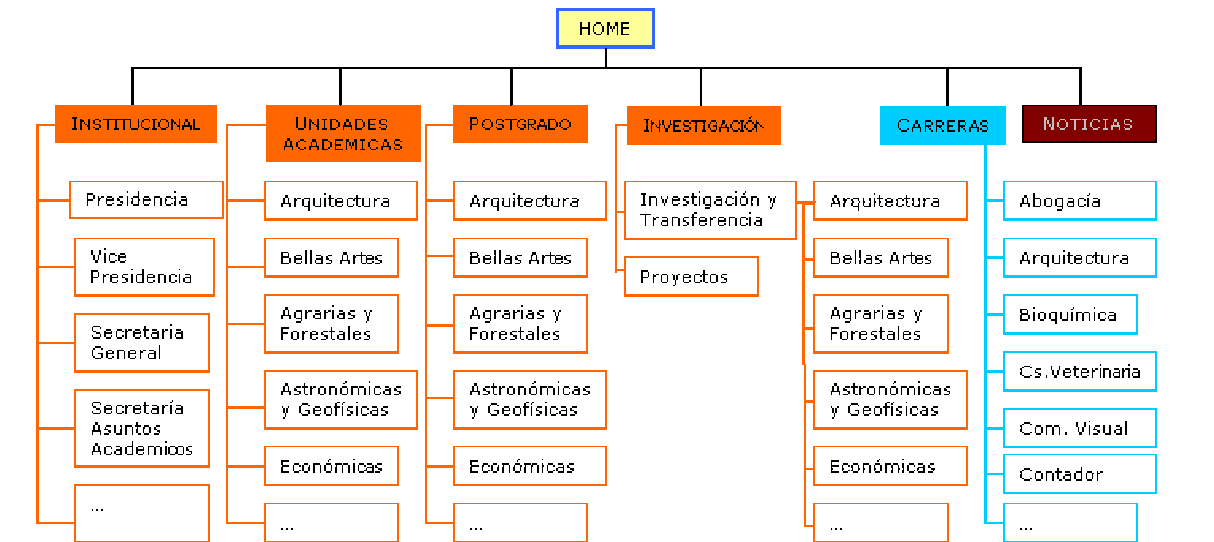 HOME
INSTITUCIONAL
Presidencia
Vice
Presidencia
Secretaria
General
Secretaría
Asuntos
Academicos
...
UNIDADES
ACADEMICAS
Arquitectura
Bellas Artes
Agrarias y
Forestales
Astronómicas
y Geofísicas
Económicas
...
POSTGRADO
Arquitectura
Bellas Artes
Agrarias y
Forestales
Astronómicas
y Geofísicas
Económicas
...
INVESTIGACIÓN
Investigación y
Transferencia
Proyectos
Arquitectura
Bellas Artes
Agrarias y
Forestales
Astronómicas
y Geofísicas
Económicas
...
CARRERAS
Abogacía
Arquitectura
Bioquímica
Cs.Veterinaria
Com. Visual
Contador
...
NOTICIAS